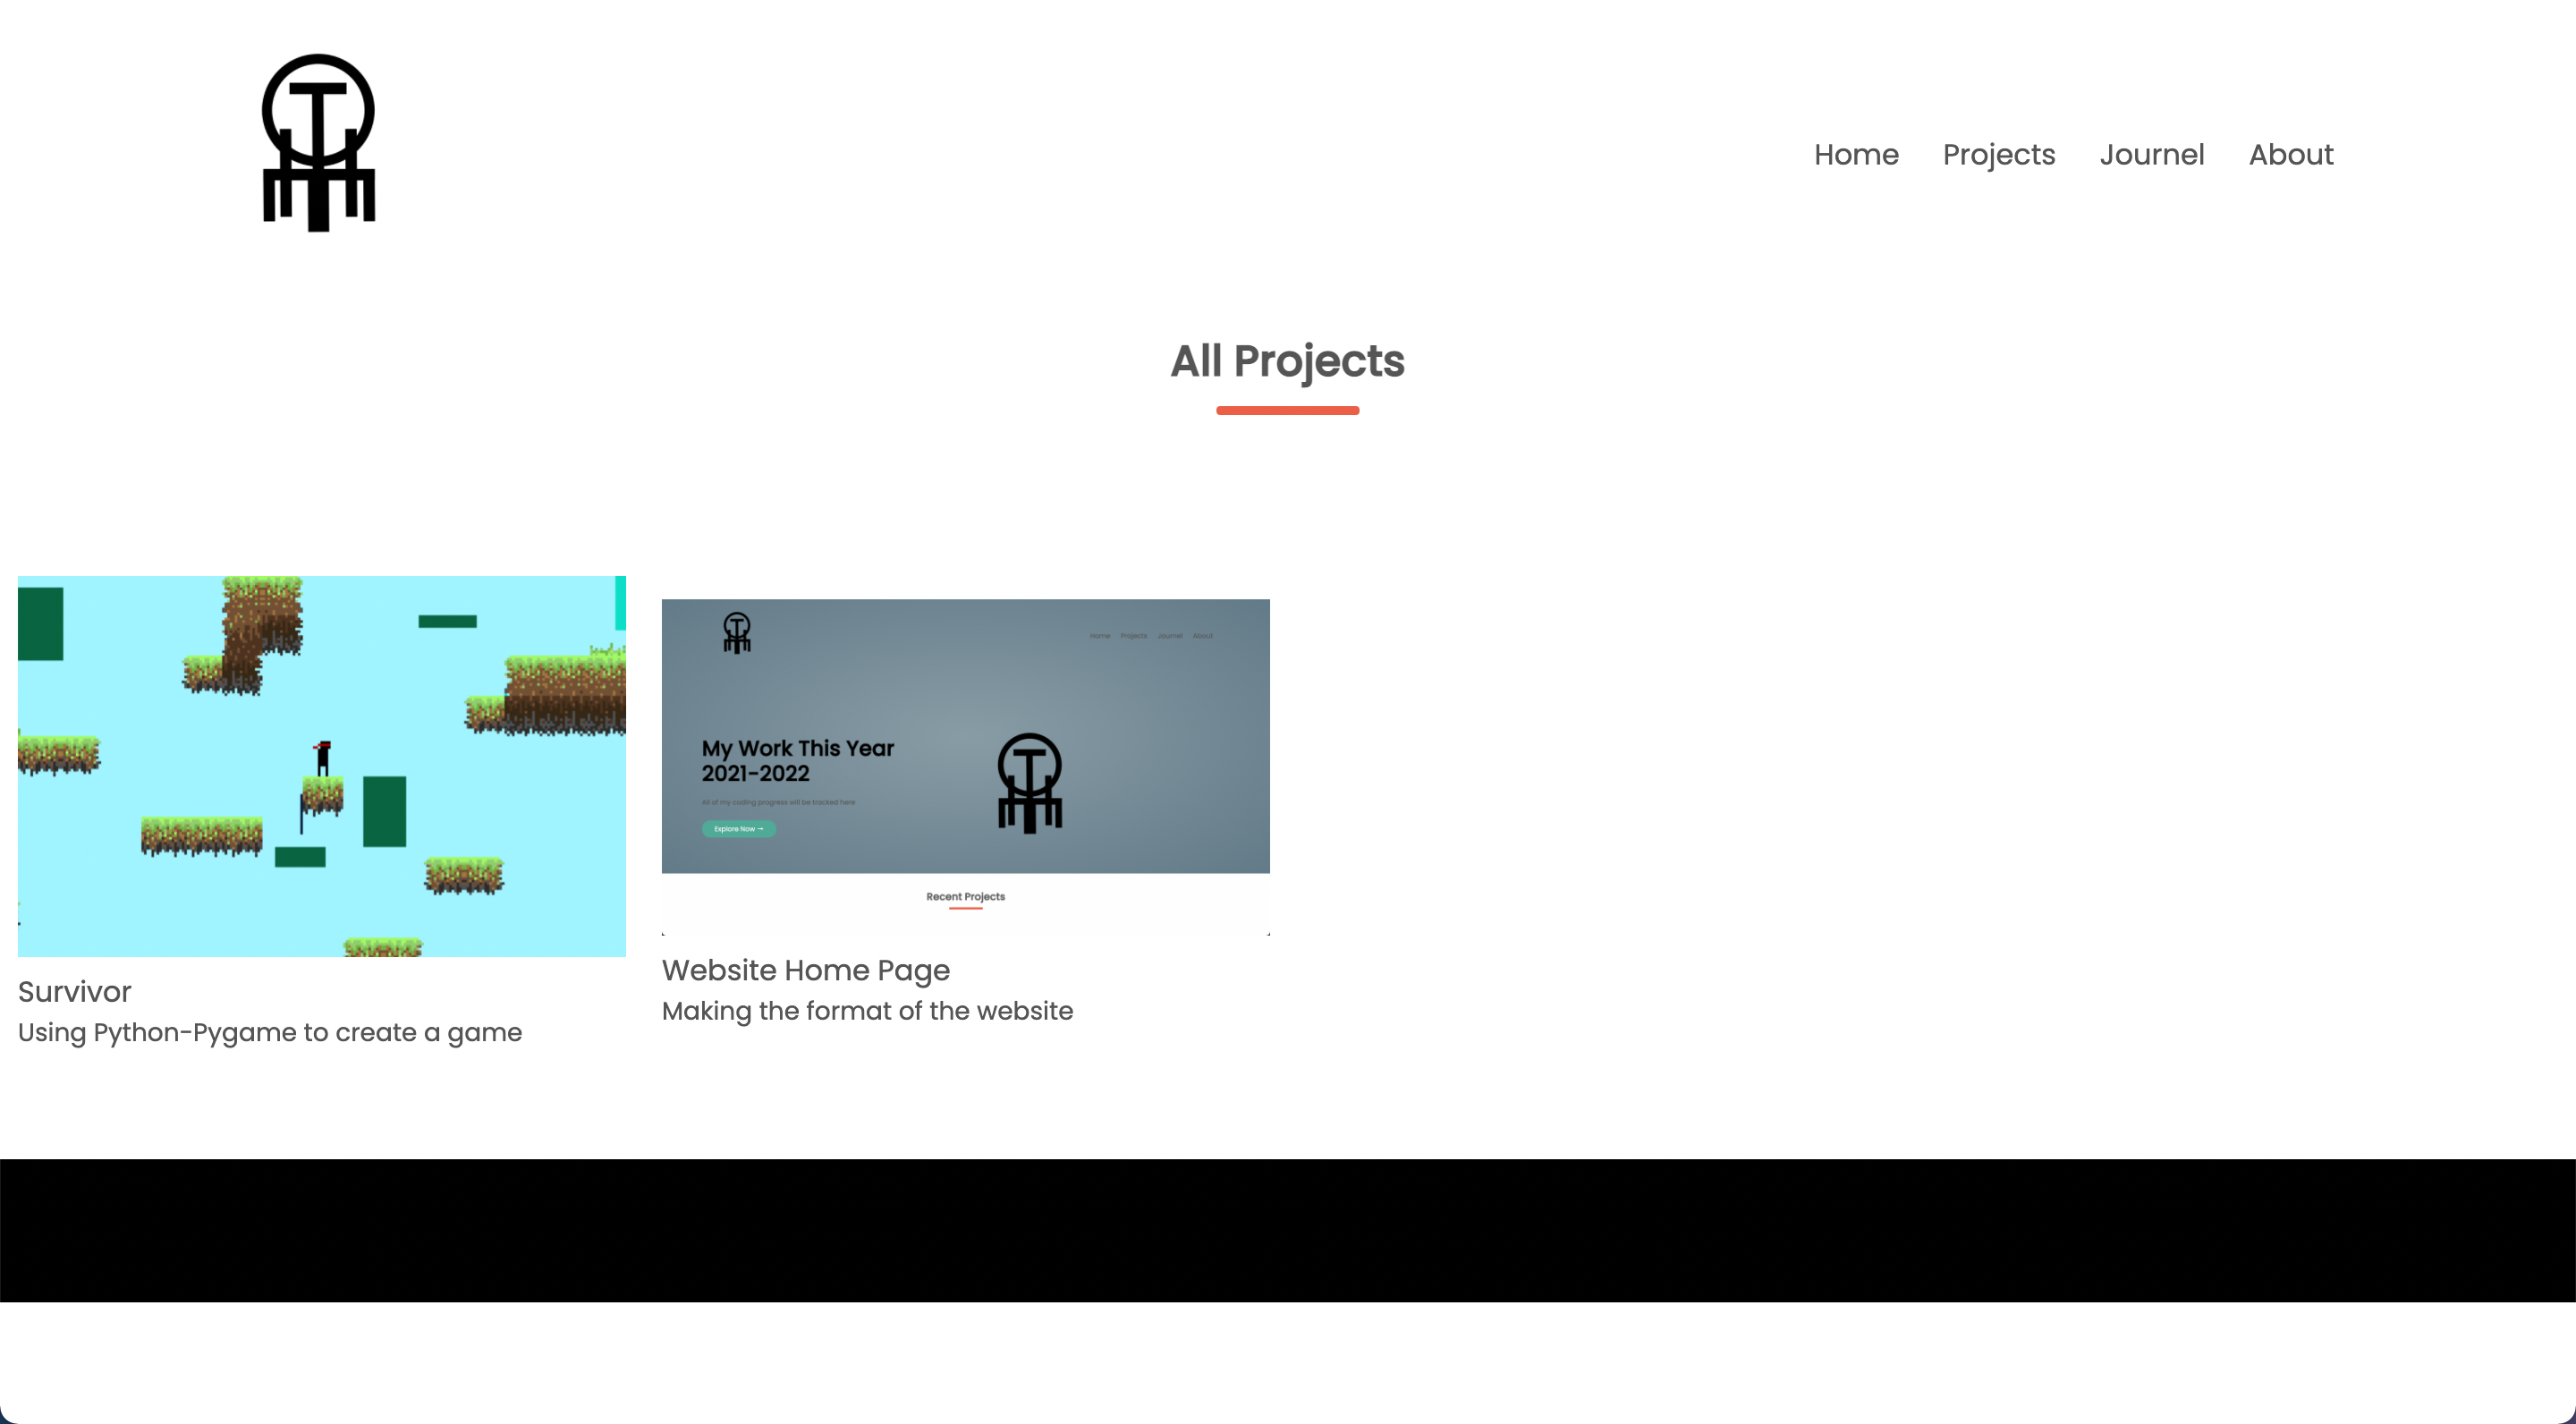 T
Home Projects Journel About
All Projects
T
Home Projects Journel About
My Work This Year
2021-2022
T
All of my coding progress will be tracked here
Explore Now →
Recent Projects
Survivor
Using Python-Pygame to create a game
Website Home Page
Making the format of the website